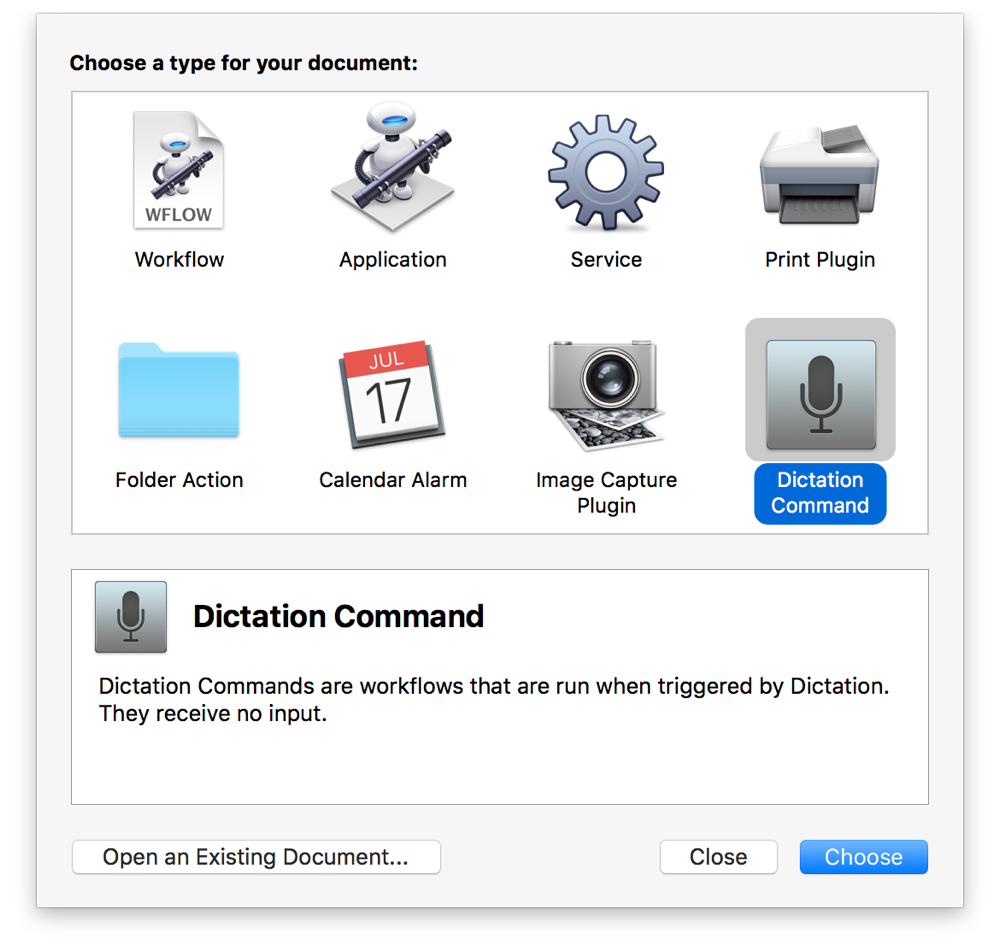 Choose a type for your document:
WFLOW
Workflow
Application
Service
Print Plugin
JUL
17
Folder Action
Calendar Alarm
Image Capture
Plugin
Dictation
Command
Dictation Command
Dictation Commands are workflows that are run when triggered by Dictation.
They receive no input.
Open an Existing Document...
Close
Choose